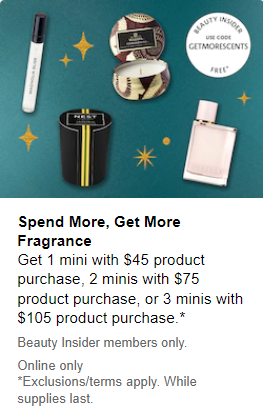 BEAUTY INSIDER
USE CODE
GETMORESCENTS
FREE*
NEST
Spend More, Get More
Fragrance
Get 1 mini with $45 product
purchase, 2 minis with $75
product purchase, or 3 minis with
$105 product purchase.*
Beauty Insider members only.
Online only
*Exclusions/terms apply. While
supplies last.